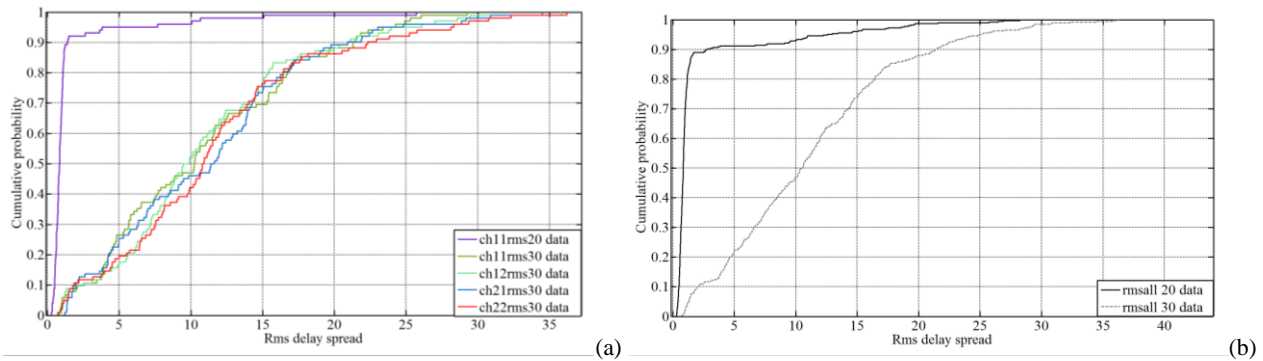 Cumulative probability
1
0.9
0.8
0.7
0.6
0.5
0.4
0.3
0.2
0.1
0
0 5 10 15 20 25 30 35
Rms delay spread
ch11rms20 data
ch11rms30 data
ch12rms30 data
ch21rms30 data
ch22rms30 data
(a)
Cumulative probability
1
0.9
0.8
0.7
0.6
0.5
0.4
0.3
0.2
0.1
0
0 5 10 15 20 25 30 35 40
Rms delay spread
rmsall 20 data
rmsall 30 data
(b)